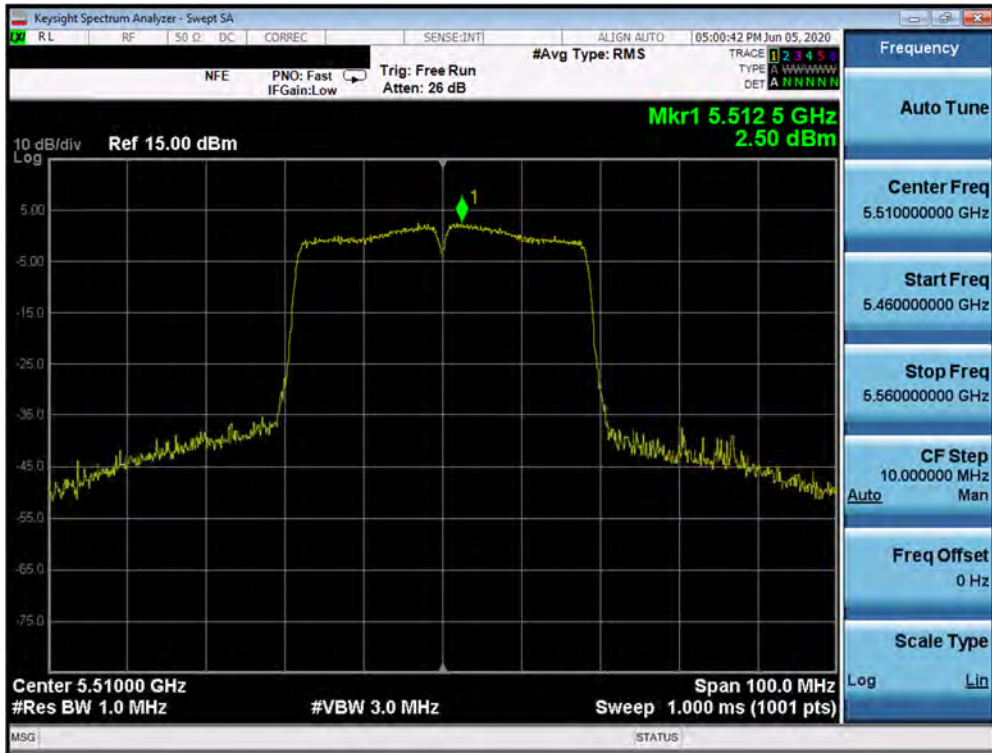 Keysight Spectrum Analyzer - Swept SA
LXI RL RF 50 Ω DC CORREC SENSE:INT ALIGN AUTO 05:00:42 PM Jun 05, 2020
#Avg Type: RMS TRACE 1 2 3 4 5 6
NFE PNO: Fast Trig: Free Run TYPE A WWWWW
IFGain:Low Atten: 26 dB DET A N N N N N
Mkr1 5.512 5 GHz
2.50 dBm
10 dB/div Ref 15.00 dBm
Log
1
5.00
-5.00
-15.0
-25.0
-35.0
-45.0
-55.0
-65.0
-75.0
Center 5.51000 GHz Span 100.0 MHz
#Res BW 1.0 MHz #VBW 3.0 MHz Sweep 1.000 ms (1001 pts)
MSG STATUS
Frequency
Auto Tune
Center Freq
5.510000000 GHz
Start Freq
5.460000000 GHz
Stop Freq
5.560000000 GHz
CF Step
10.000000 MHz
Auto Man
Freq Offset
0 Hz
Scale Type
Log Lin